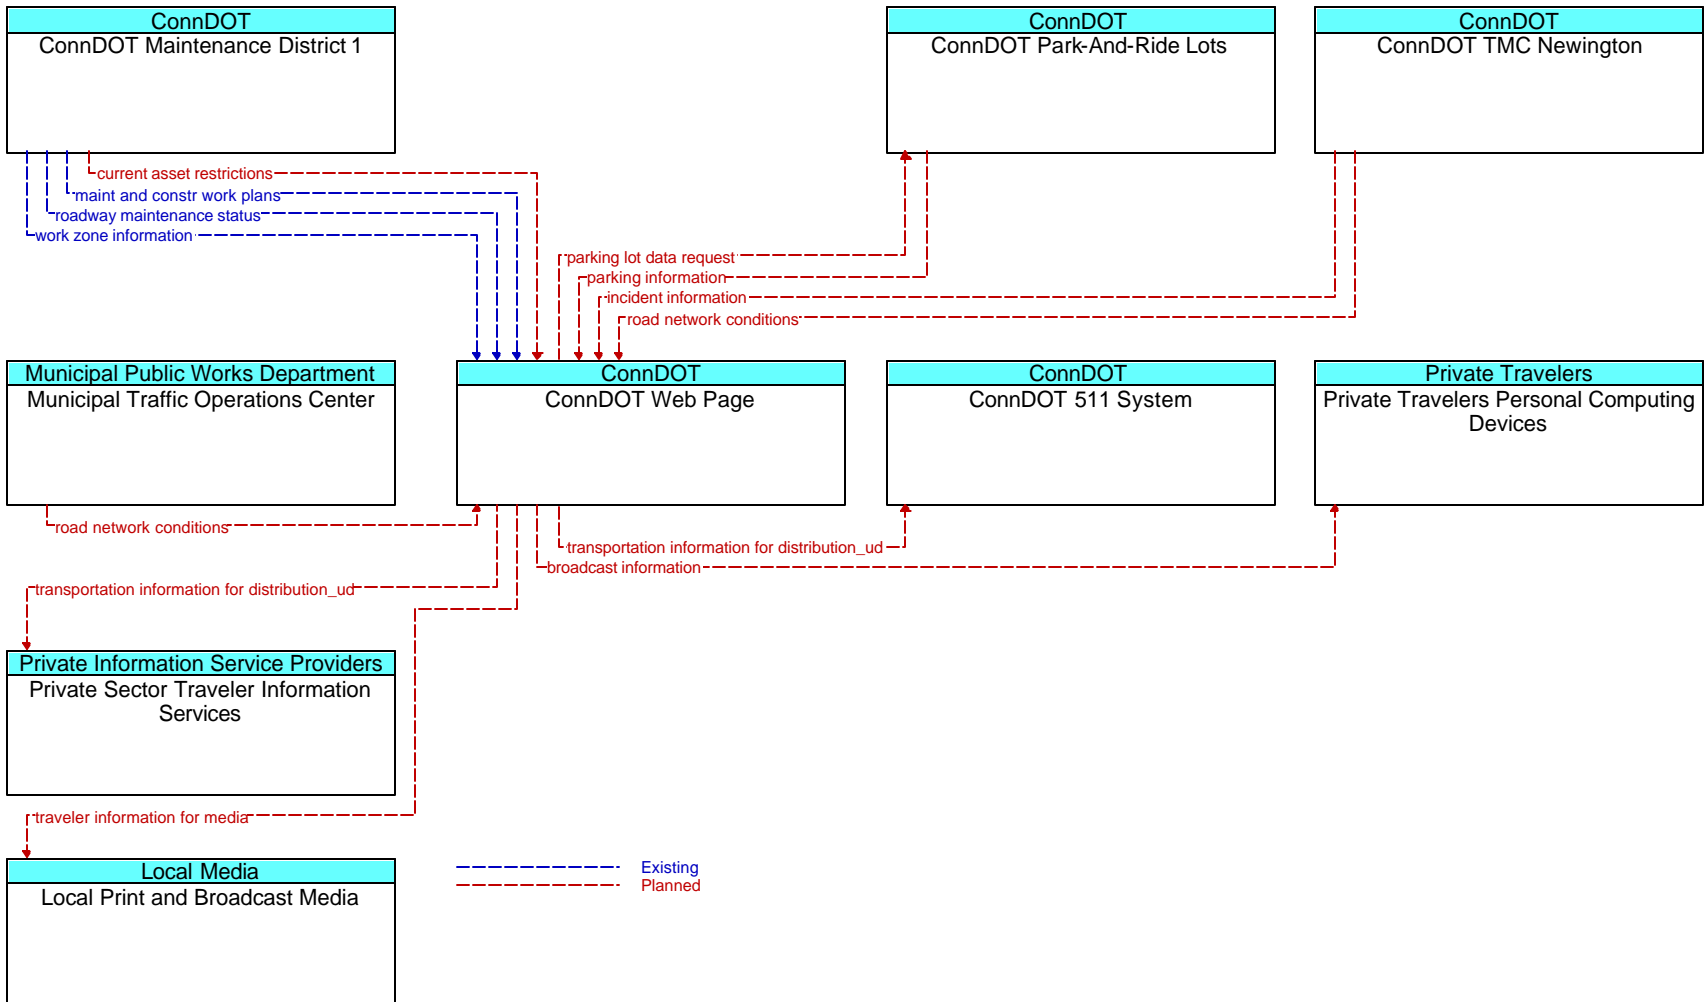 ConnDOT
ConnDOT Maintenance District 1
ConnDOT
ConnDOT Park-And-Ride Lots
ConnDOT
ConnDOT TMC Newington
current asset restrictions
maint and constr work plans
roadway maintenance status
work zone information
parking lot data request
parking information
incident information
road network conditions
Municipal Public Works Department
Municipal Traffic Operations Center
ConnDOT
ConnDOT Web Page
ConnDOT
ConnDOT 511 System
Private Travelers
Private Travelers Personal Computing
Devices
road network conditions
transportation information for distribution_ud
broadcast information
transportation information for distribution_ud
Private Information Service Providers
Private Sector Traveler Information
Services
traveler information for media
Local Media
Local Print and Broadcast Media
Existing
Planned